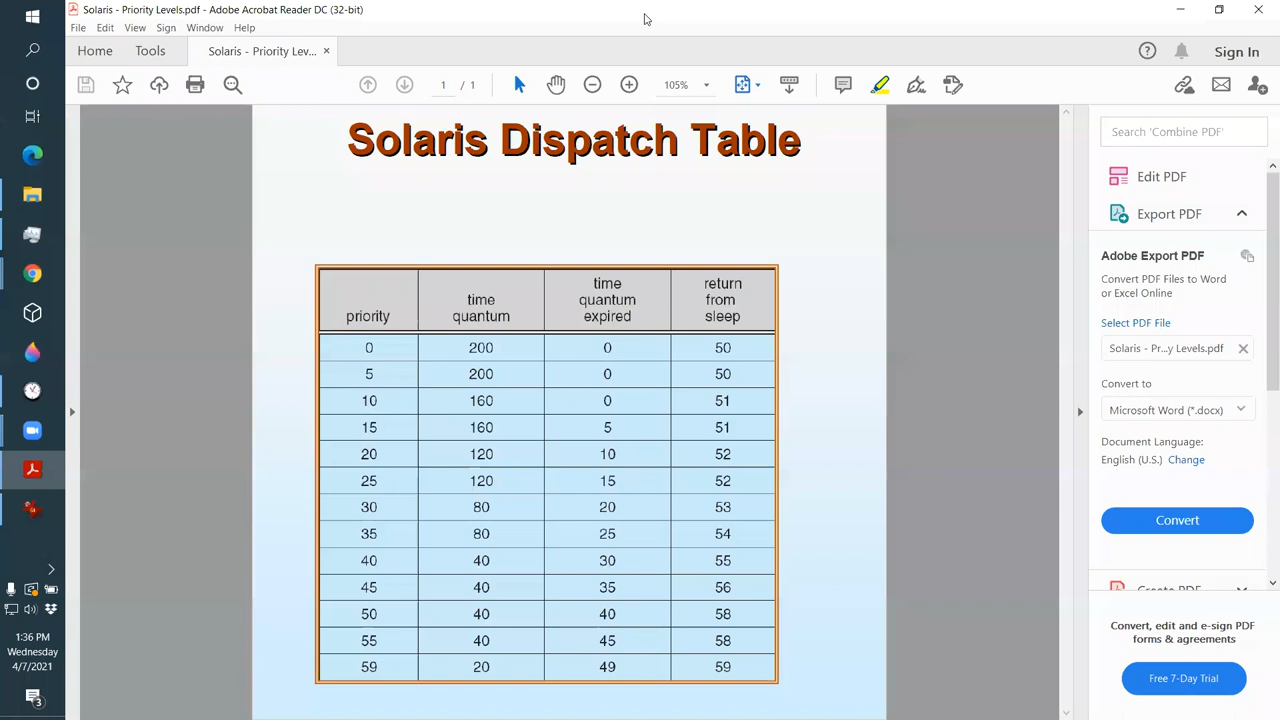 Solaris - Priority Levels.pdf - Adobe Acrobat Reader DC (32-bit)
File Edit View Sign Window Help
Home Tools Solaris - Priority Lev... × Sign In
1 / 1 105%
Solaris Dispatch Table
priority time quantum time quantum expired return from sleep
0 200 0 50
5 200 0 50
10 160 0 51
15 160 5 51
20 120 10 52
25 120 15 52
30 80 20 53
35 80 25 54
40 40 30 55
45 40 35 56
50 40 40 58
55 40 45 58
59 20 49 59
Search 'Combine PDF'
Edit PDF
Export PDF
Adobe Export PDF
Convert PDF Files to Word
or Excel Online
Select PDF File
Solaris - Pr...y Levels.pdf
Convert to
Microsoft Word (*.docx)
Document Language:
English (U.S.) Change
Convert
Create PDF
Convert, edit and e-sign PDF
forms & agreements
Free 7-Day Trial
1:36 PM
Wednesday
4/7/2021
3